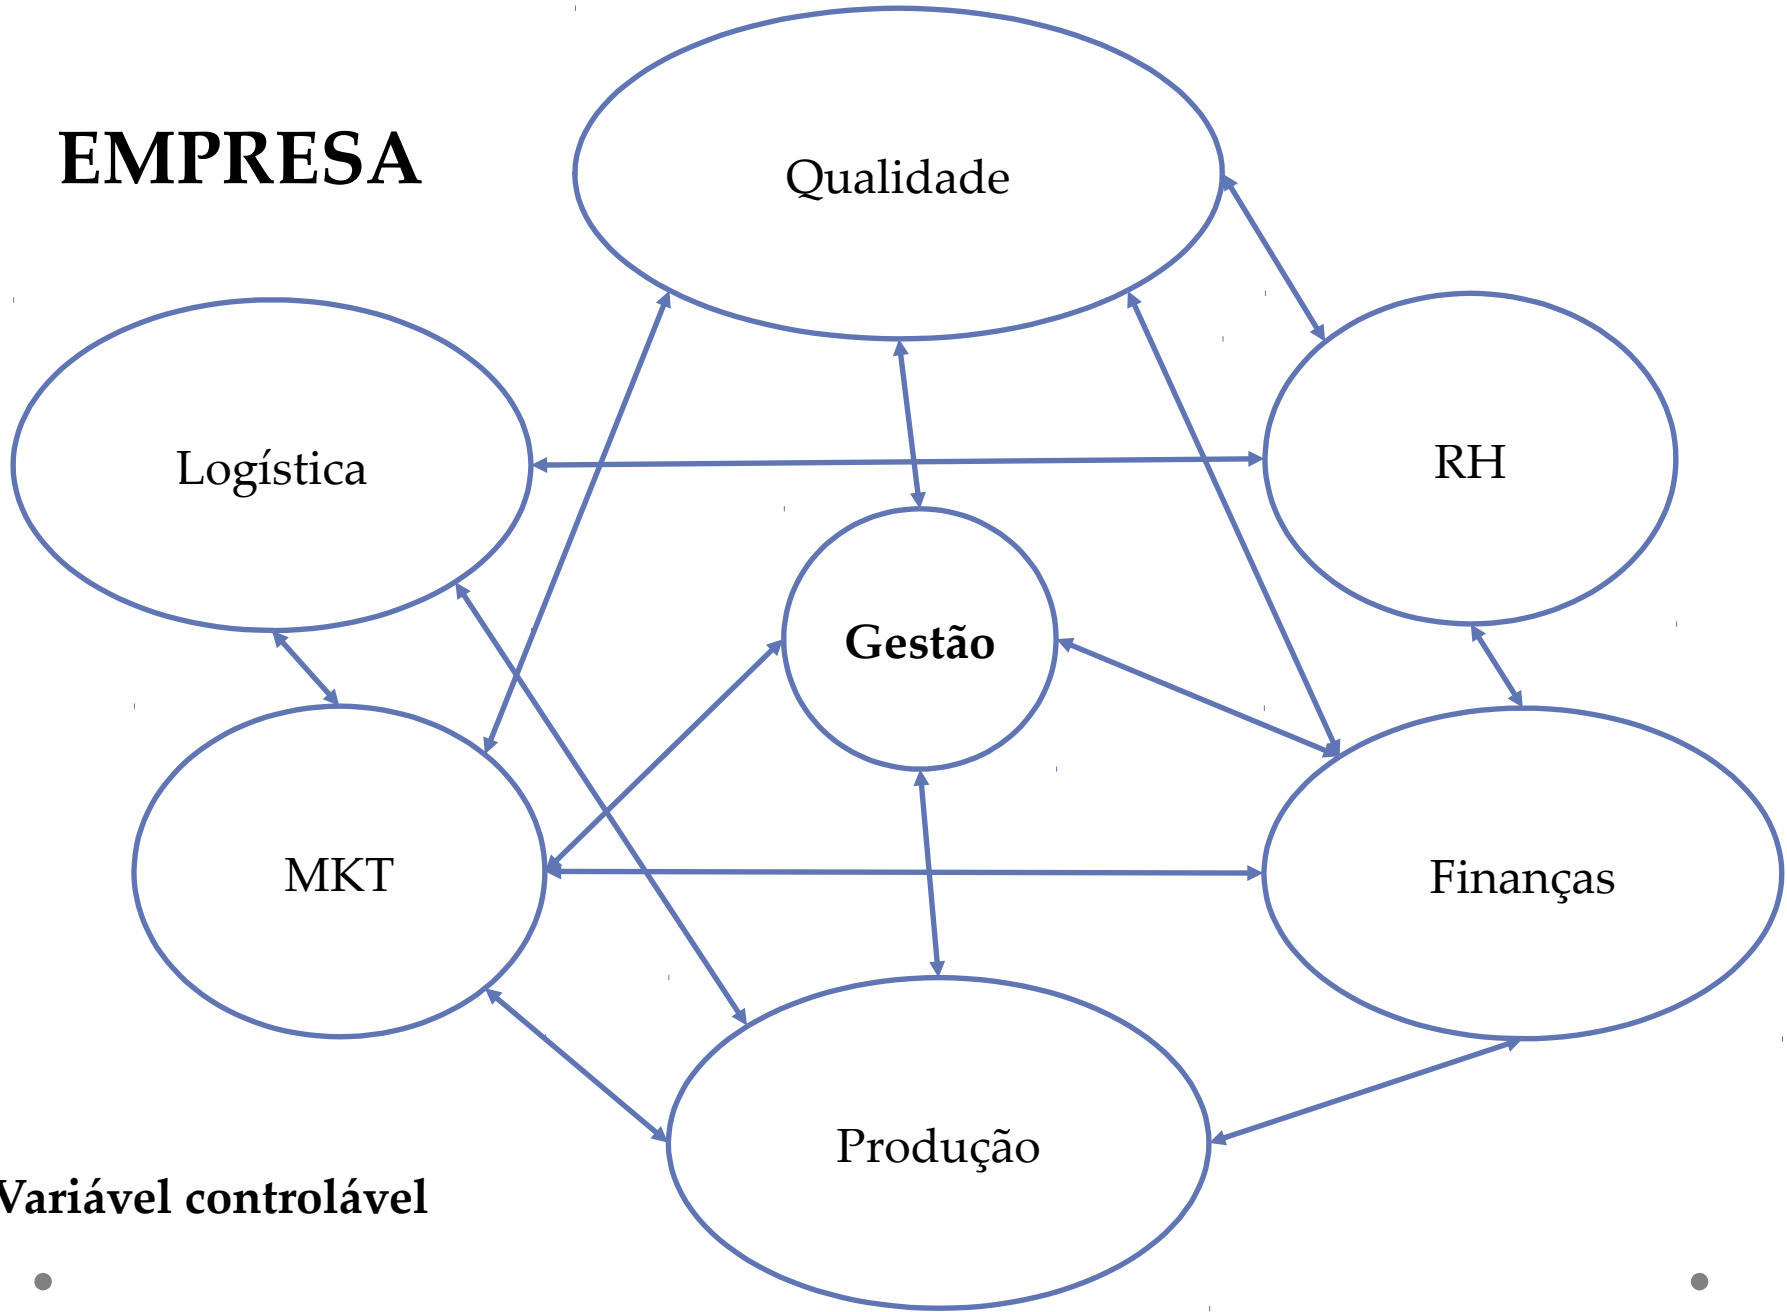 EMPRESA
Qualidade
Logística
RH
Gestão
MKT
Finanças
Produção
Variável controlável